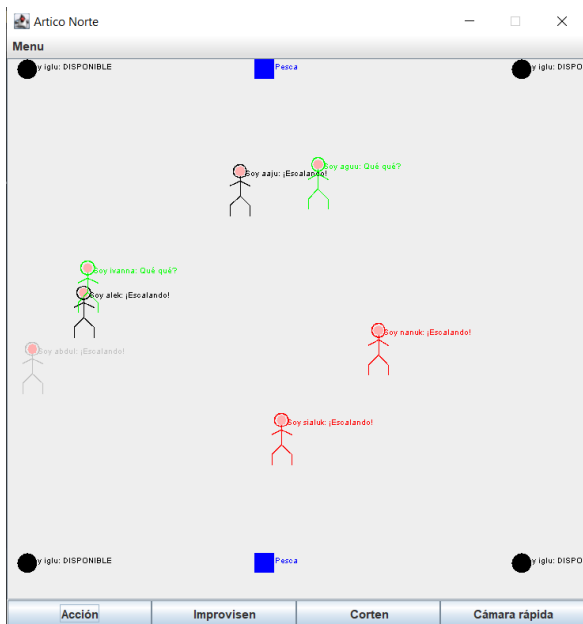 Artico Norte
Menu
y iglu: DISPONIBLE
Pesca
y iglu: DISPO
Soy aguu: Qué qué?
Soy aaju: ¡Escalando!
Soy ivanna: Qué qué?
Soy alek: ¡Escalando!
Soy nanuk: ¡Escalando!
Soy abdul: ¡Escalando!
Soy sialuk: ¡Escalando!
y iglu: DISPONIBLE
Pesca
y iglu: DISPO
Acción
Improvisen
Corten
Cámara rápida